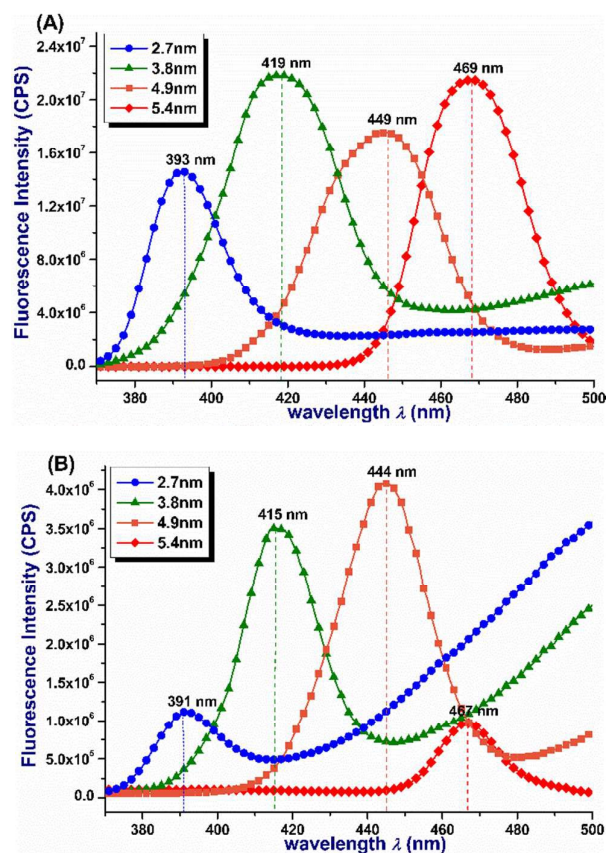 (A)
2.7nm
3.8nm
4.9nm
5.4nm
393 nm
419 nm
449 nm
469 nm
Fluorescence Intensity (CPS)
2.4x10⁷
2.1x10⁷
1.7x10⁷
1.4x10⁷
1.0x10⁷
8.0x10⁶
4.0x10⁶
0.0
380 400 420 440 460 480 500
wavelength λ (nm)
(B)
2.7nm
3.8nm
4.9nm
5.4nm
391 nm
415 nm
444 nm
467 nm
Fluorescence Intensity (CPS)
4.0x10⁶
3.5x10⁶
3.0x10⁶
2.5x10⁶
2.0x10⁶
1.5x10⁶
1.0x10⁶
5.0x10⁵
0.0
380 400 420 440 460 480 500
wavelength λ (nm)